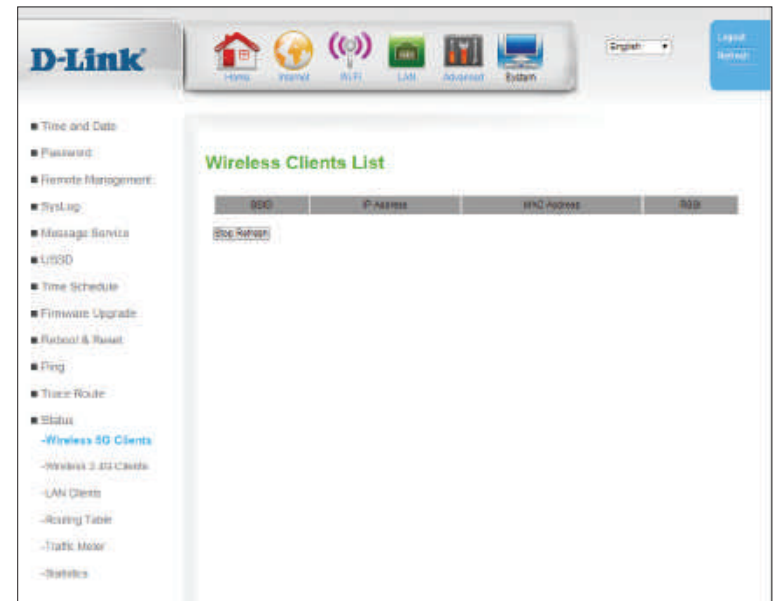 D-Link
Home Internet Wi-Fi LAN Advanced System
English
Logout
Refresh
Time and Date
Password
Remote Management
SysLog
Message Service
USSD
Time Schedule
Firmware Upgrade
Reboot & Reset
Ping
Trace Route
Status
-Wireless 5G Clients
-Wireless 2.4G Clients
-LAN Clients
-Routing Table
-Traffic Meter
-Statistics
Wireless Clients List
SSID IP Address MAC Address RSSI
Stop Refresh